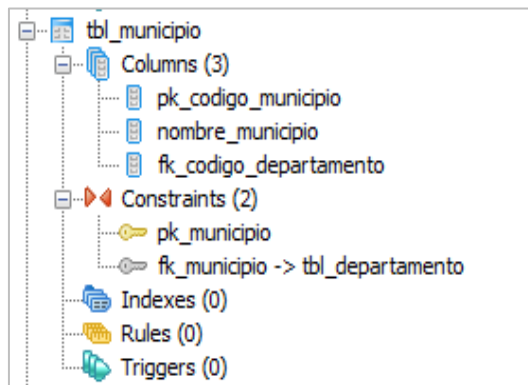 tbl_municipio
Columns (3)
pk_codigo_municipio
nombre_municipio
fk_codigo_departamento
Constraints (2)
pk_municipio
fk_municipio -> tbl_departamento
Indexes (0)
Rules (0)
Triggers (0)